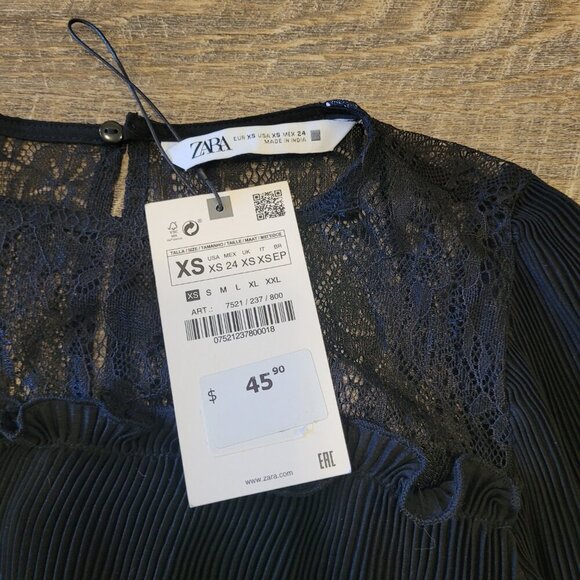 ZARA
EUR XS USA XS MEX 24
MADE IN INDIA
TALLA / SIZE / TAMANHO / TAILLE / MAAT / WIELKOŚĆ
XS
USA MEX UK IT BR
XS 24 XS XS EP
XS S M L XL XXL
ART.: 7521 / 237 / 800
07521237800018
$ 45 90
www.zara.com
EAC